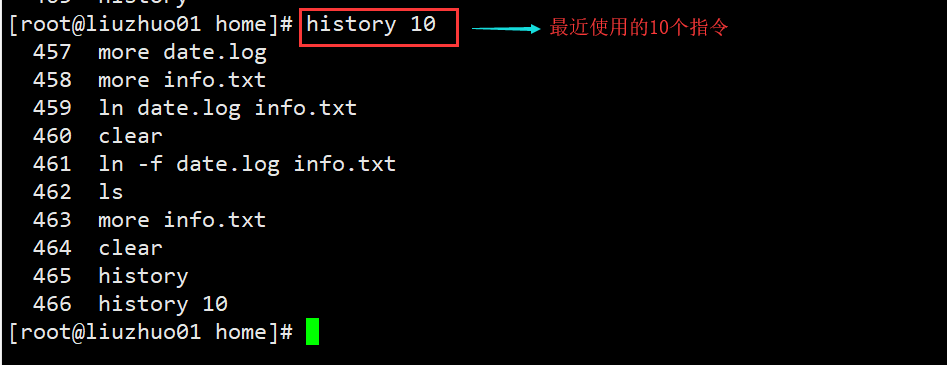 [root@liuzhuo01 home]# history 10 最近使用的10个指令
457 more date.log
458 more info.txt
459 ln date.log info.txt
460 clear
461 ln -f date.log info.txt
462 ls
463 more info.txt
464 clear
465 history
466 history 10
[root@liuzhuo01 home]#